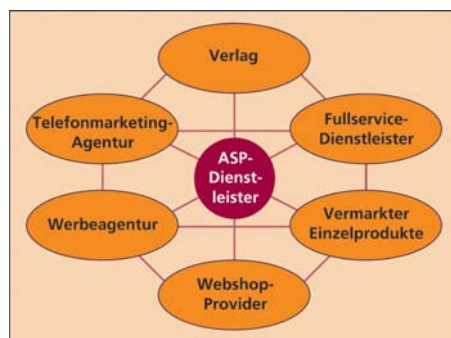 Verlag
Telefonmarketing-
Agentur
Fullservice-
Dienstleister
ASP-
Dienst-
leister
Werbeagentur
Vermarkter
Einzelprodukte
Webshop-
Provider